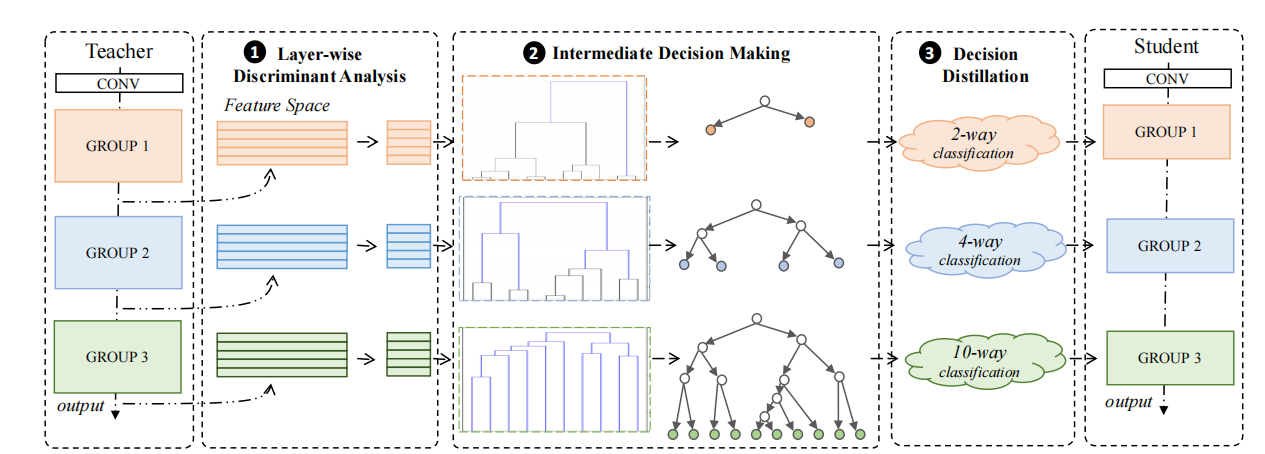 Teacher
CONV
GROUP 1
GROUP 2
GROUP 3
output
1 Layer-wise
Discriminant Analysis
Feature Space
2 Intermediate Decision Making
3 Decision
Distillation
2-way
classification
4-way
classification
10-way
classification
Student
CONV
GROUP 1
GROUP 2
GROUP 3
output